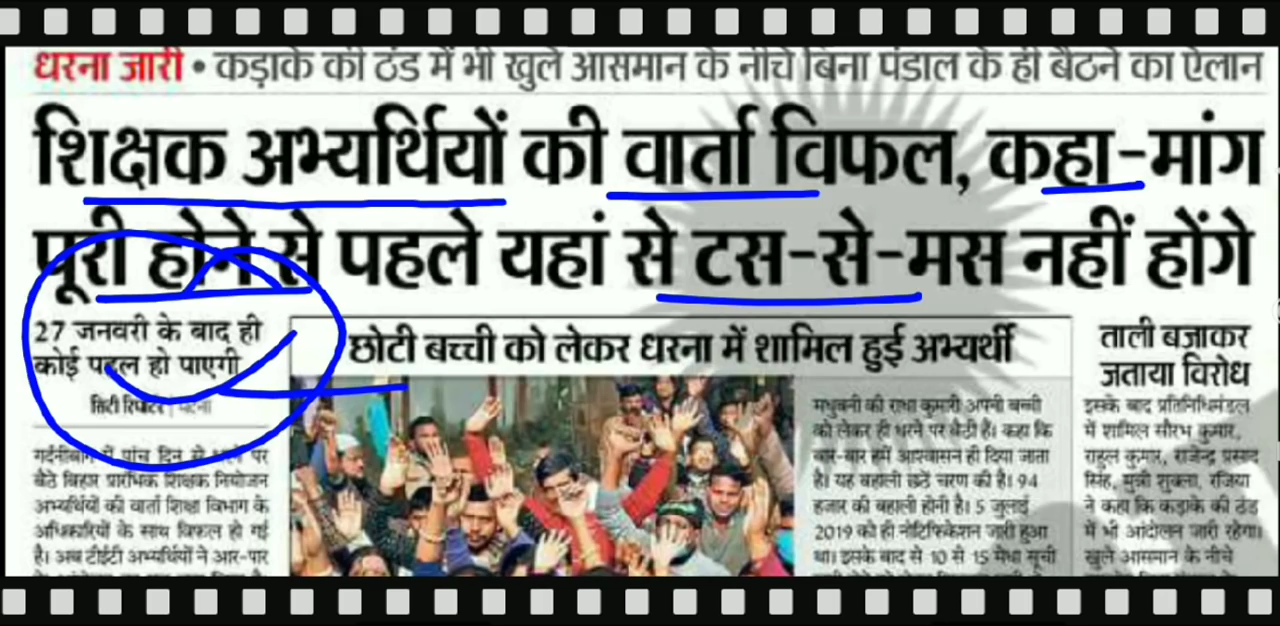 धरना जारी • कड़ाके की ठंड में भी खुले आसमान के नीचे बिना पंडाल के ही बैठने का ऐलान
शिक्षक अभ्यर्थियों की वार्ता विफल, कहा-मांग
पूरी होने से पहले यहां से टस-से-मस नहीं होंगे
27 जनवरी के बाद ही
कोई पहल हो पाएगी
सिटी रिपोर्टर | पटना
गर्दनीबाग में पांच दिन से धरने पर
बैठे बिहार प्रारंभिक शिक्षक नियोजन
अभ्यर्थियों की वार्ता शिक्षा विभाग के
अधिकारियों के साथ विफल हो गई
है। अब टीईटी अभ्यर्थियों ने आर-पार
छोटी बच्ची को लेकर धरना में शामिल हुई अभ्यर्थी
मधुबनी की राधा कुमारी अपनी बच्ची
को लेकर ही धरने पर बैठी हैं। कहा कि
बार-बार हमें आश्वासन ही दिया जाता
है। यह बहाली छठे चरण की है। 94
हजार की बहाली होनी है। 5 जुलाई
2019 को ही नोटिफिकेशन जारी हुआ
था। इसके बाद से 10 से 15 मेधा सूची
ताली बजाकर
जताया विरोध
इसके बाद प्रतिनिधिमंडल
में शामिल सौरभ कुमार,
राहुल कुमार, राजेन्द्र प्रसाद
सिंह, मुन्नी शुक्ला, रजिया
ने कहा कि कड़ाके की ठंड
में भी आंदोलन जारी रहेगा।
खुले आसमान के नीचे